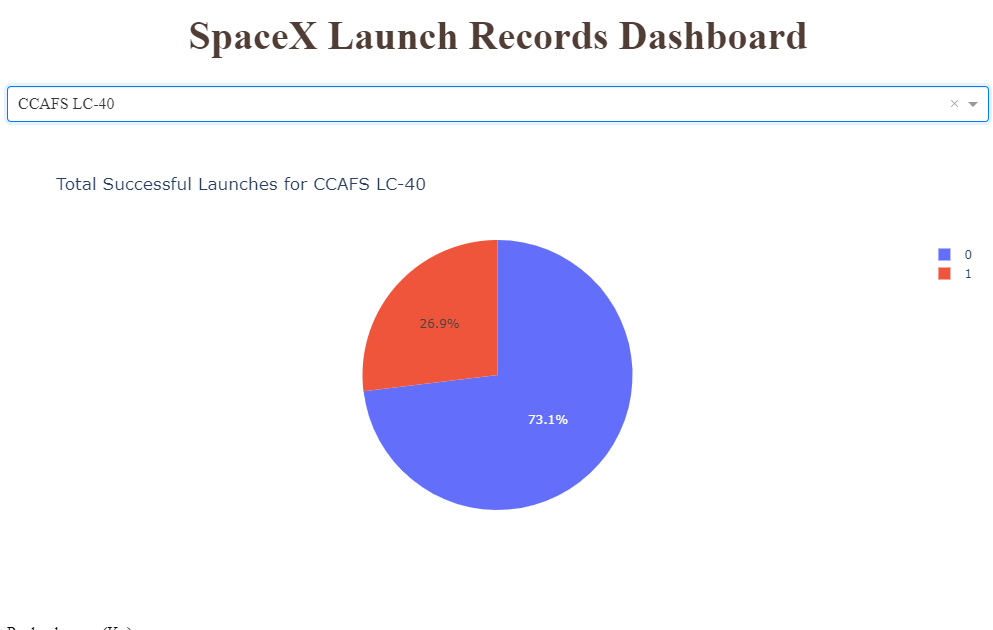 SpaceX Launch Records Dashboard
CCAFS LC-40
Total Successful Launches for CCAFS LC-40
0
1
26.9%
73.1%